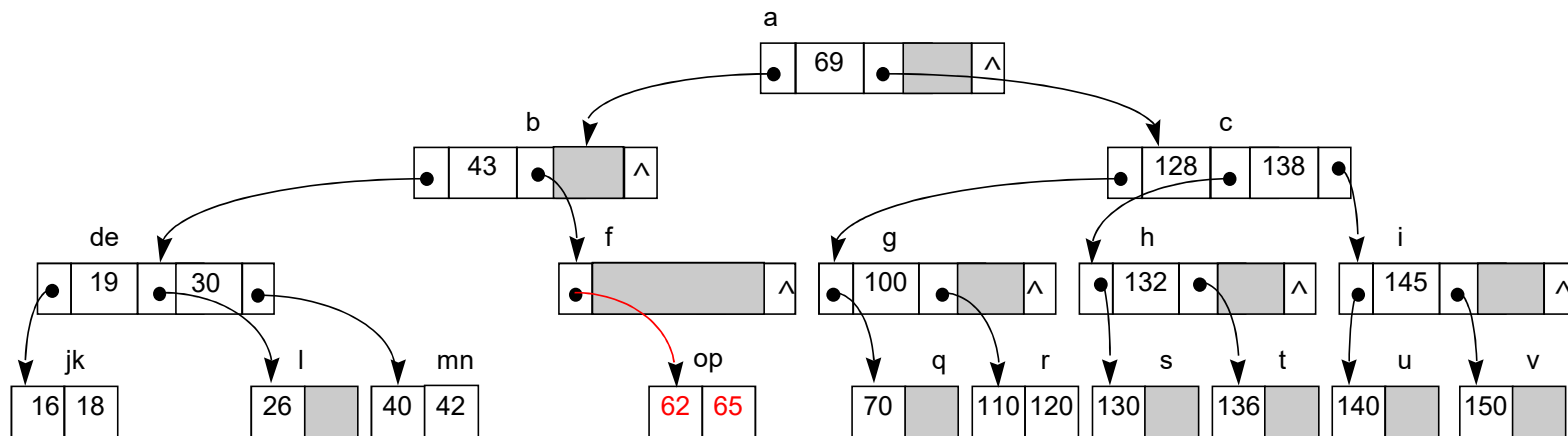 a
69 ^
b c
43 ^ 128 138
de f g h i
19 30 ^ 100 ^ 132 ^ 145 ^
jk l mn op q r s t u v
16 18 26 40 42 62 65 70 110 120 130 136 140 150